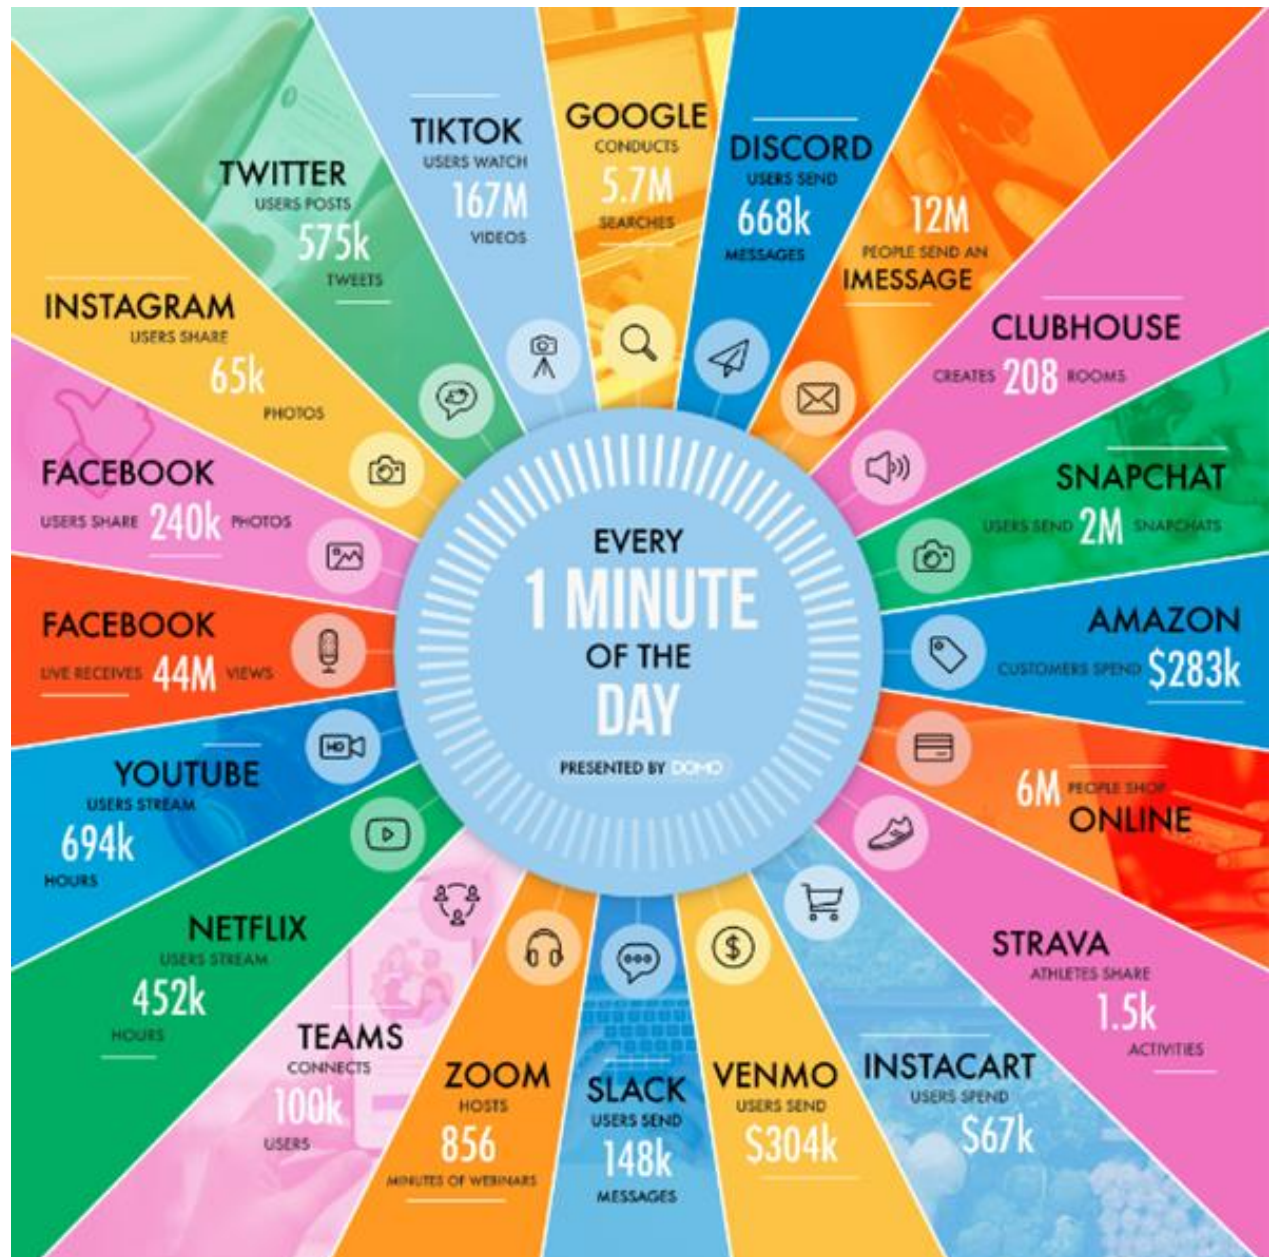 EVERY
1 MINUTE
OF THE
DAY
PRESENTED BY DOMO
GOOGLE
CONDUCTS
5.7M
SEARCHES
DISCORD
USERS SEND
668k
MESSAGES
12M
PEOPLE SEND AN
IMESSAGE
CLUBHOUSE
CREATES 208 ROOMS
SNAPCHAT
USERS SEND 2M SNAPCHATS
AMAZON
CUSTOMERS SPEND $283k
6M PEOPLE SHOP
ONLINE
STRAVA
ATHLETES SHARE
1.5k
ACTIVITIES
INSTACART
USERS SPEND
$67k
VENMO
USERS SEND
$304k
SLACK
USERS SEND
148k
MESSAGES
ZOOM
HOSTS
856
MINUTES OF WEBINARS
TEAMS
CONNECTS
100k
USERS
NETFLIX
USERS STREAM
452k
HOURS
YOUTUBE
USERS STREAM
694k
HOURS
HD
FACEBOOK
LIVE RECEIVES 44M VIEWS
FACEBOOK
USERS SHARE 240k PHOTOS
INSTAGRAM
USERS SHARE
65k
PHOTOS
TWITTER
USERS POSTS
575k
TWEETS
TIKTOK
USERS WATCH
167M
VIDEOS
$